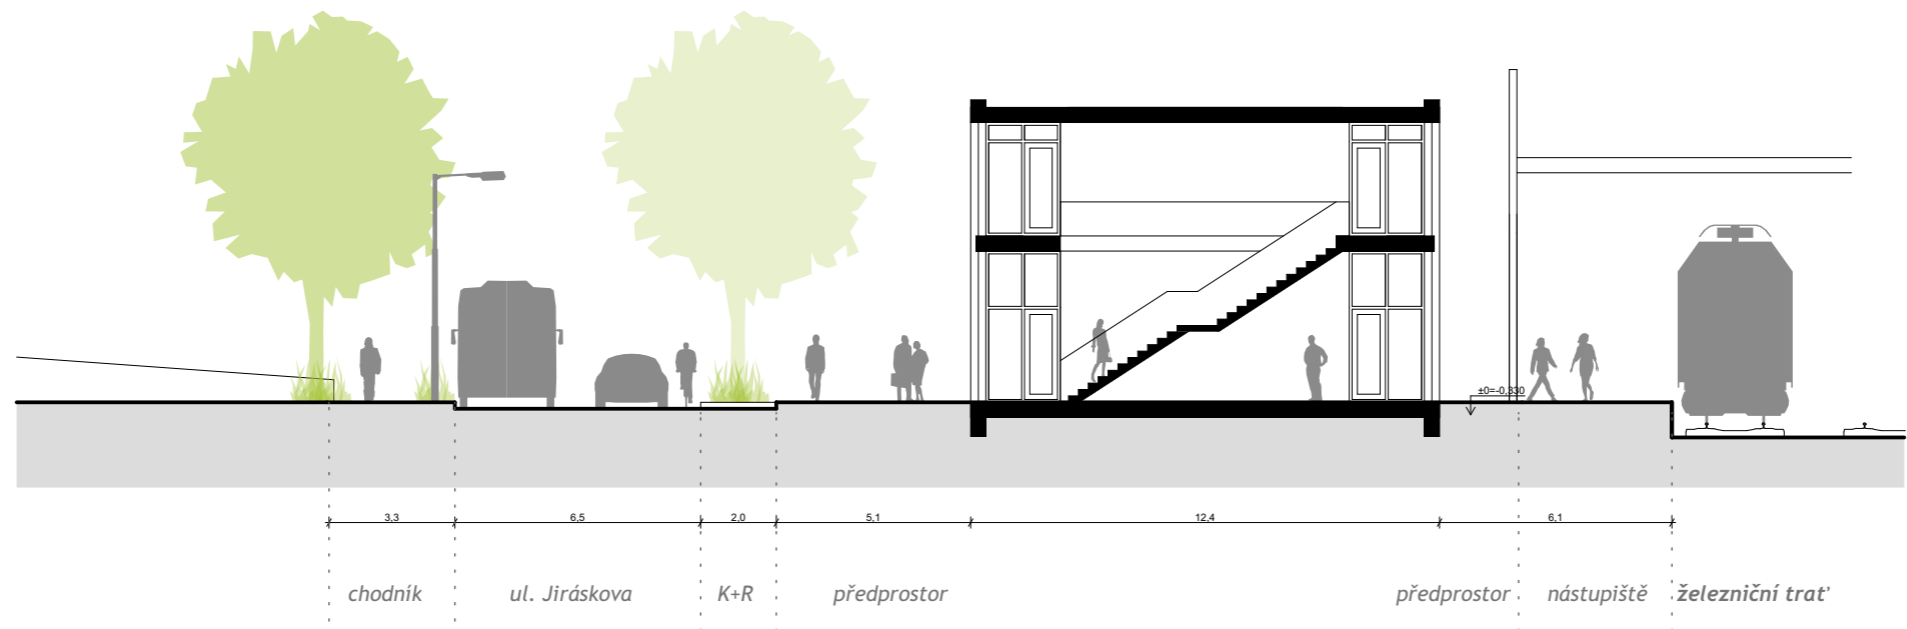 ±0=-0,330
3,3
6,5
2,0
5,1
12,4
6,1
chodník
ul. Jiráskova
K+R
předprostor
předprostor
nástupiště
železniční trať